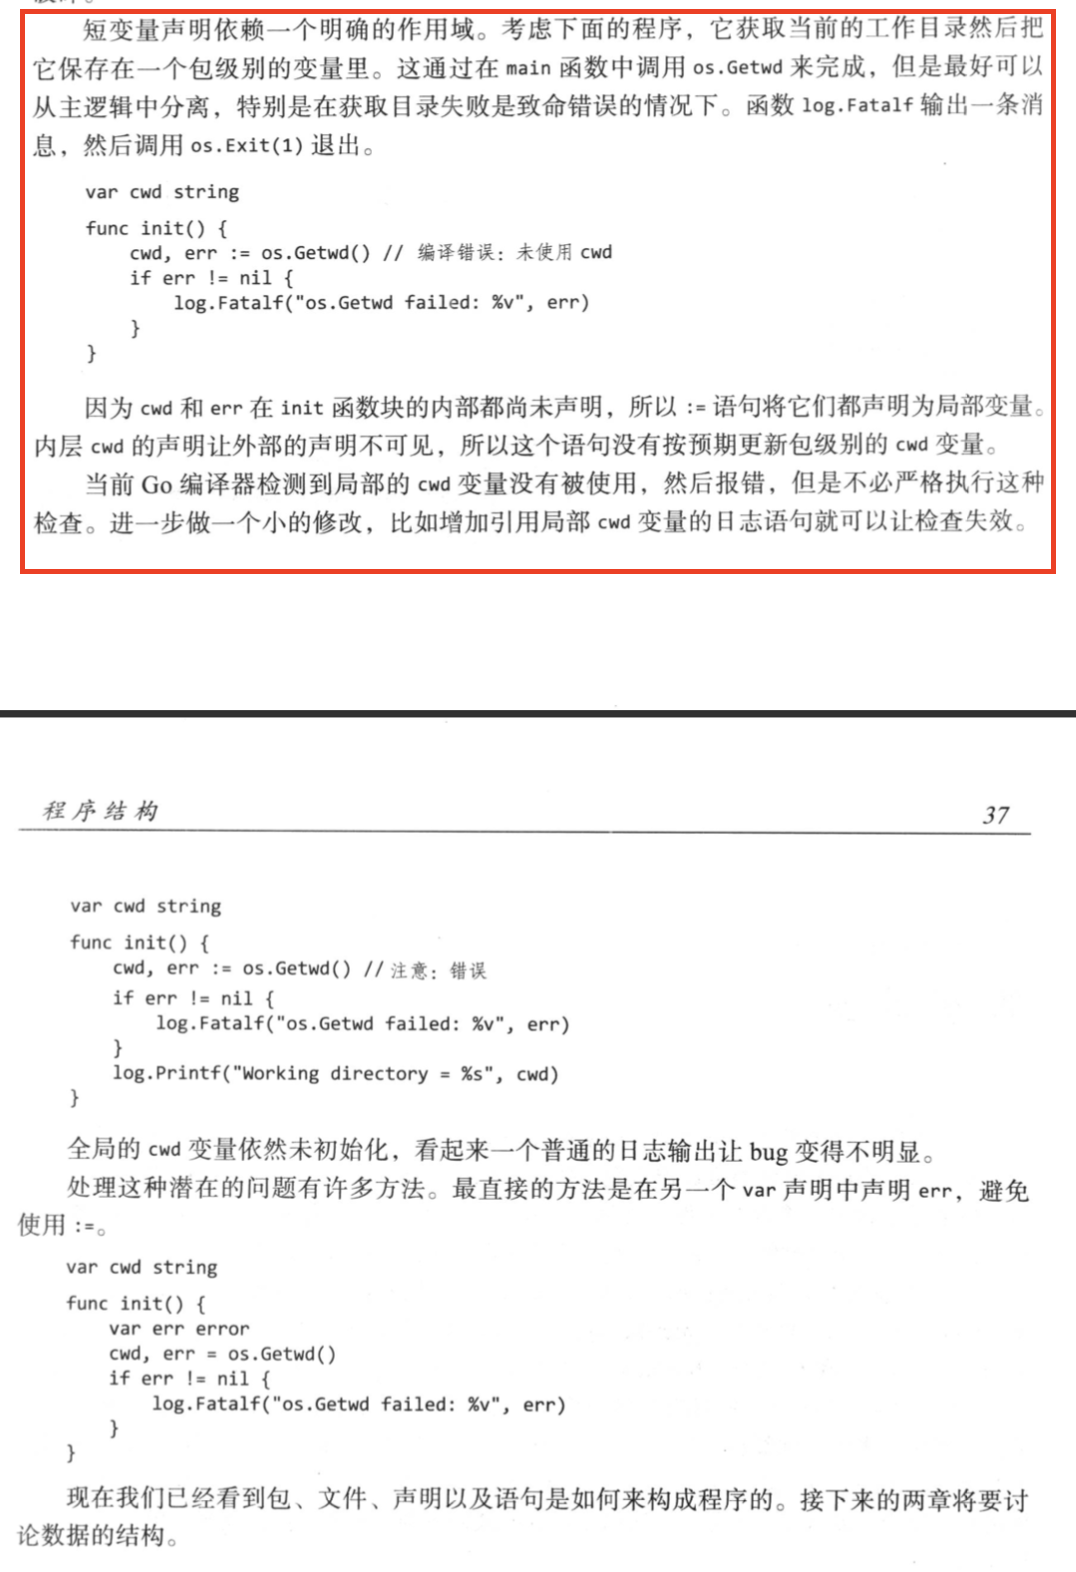 短变量声明依赖一个明确的作用域。考虑下面的程序，它获取当前的工作目录然后把
它保存在一个包级别的变量里。这通过在 main 函数中调用 os.Getwd 来完成，但是最好可以
从主逻辑中分离，特别是在获取目录失败是致命错误的情况下。函数 log.Fatalf 输出一条消
息，然后调用 os.Exit(1) 退出。
var cwd string
func init() {
    cwd, err := os.Getwd() // 编译错误：未使用 cwd
    if err != nil {
        log.Fatalf("os.Getwd failed: %v", err)
    }
}
因为 cwd 和 err 在 init 函数块的内部都尚未声明，所以 := 语句将它们都声明为局部变量。
内层 cwd 的声明让外部的声明不可见，所以这个语句没有按预期更新包级别的 cwd 变量。
当前 Go 编译器检测到局部的 cwd 变量没有被使用，然后报错，但是不必严格执行这种
检查。进一步做一个小的修改，比如增加引用局部 cwd 变量的日志语句就可以让检查失效。
程序结构 37
var cwd string
func init() {
    cwd, err := os.Getwd() // 注意：错误
    if err != nil {
        log.Fatalf("os.Getwd failed: %v", err)
    }
    log.Printf("Working directory = %s", cwd)
}
全局的 cwd 变量依然未初始化，看起来一个普通的日志输出让 bug 变得不明显。
处理这种潜在的问题有许多方法。最直接的方法是在另一个 var 声明中声明 err，避免
使用 :=。
var cwd string
func init() {
    var err error
    cwd, err = os.Getwd()
    if err != nil {
        log.Fatalf("os.Getwd failed: %v", err)
    }
}
现在我们已经看到包、文件、声明以及语句是如何来构成程序的。接下来的两章将要讨
论数据的结构。